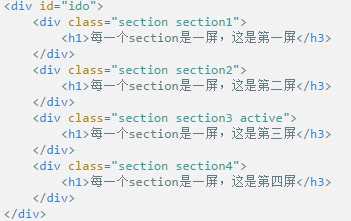 <div id="ido">
    <div class="section section1">
        <h1>每一个section是一屏，这是第一屏</h3>
    </div>
    <div class="section section2">
        <h1>每一个section是一屏，这是第二屏</h3>
    </div>
    <div class="section section3 active">
        <h1>每一个section是一屏，这是第三屏</h3>
    </div>
    <div class="section section4">
        <h1>每一个section是一屏，这是第四屏</h3>
    </div>
</div>